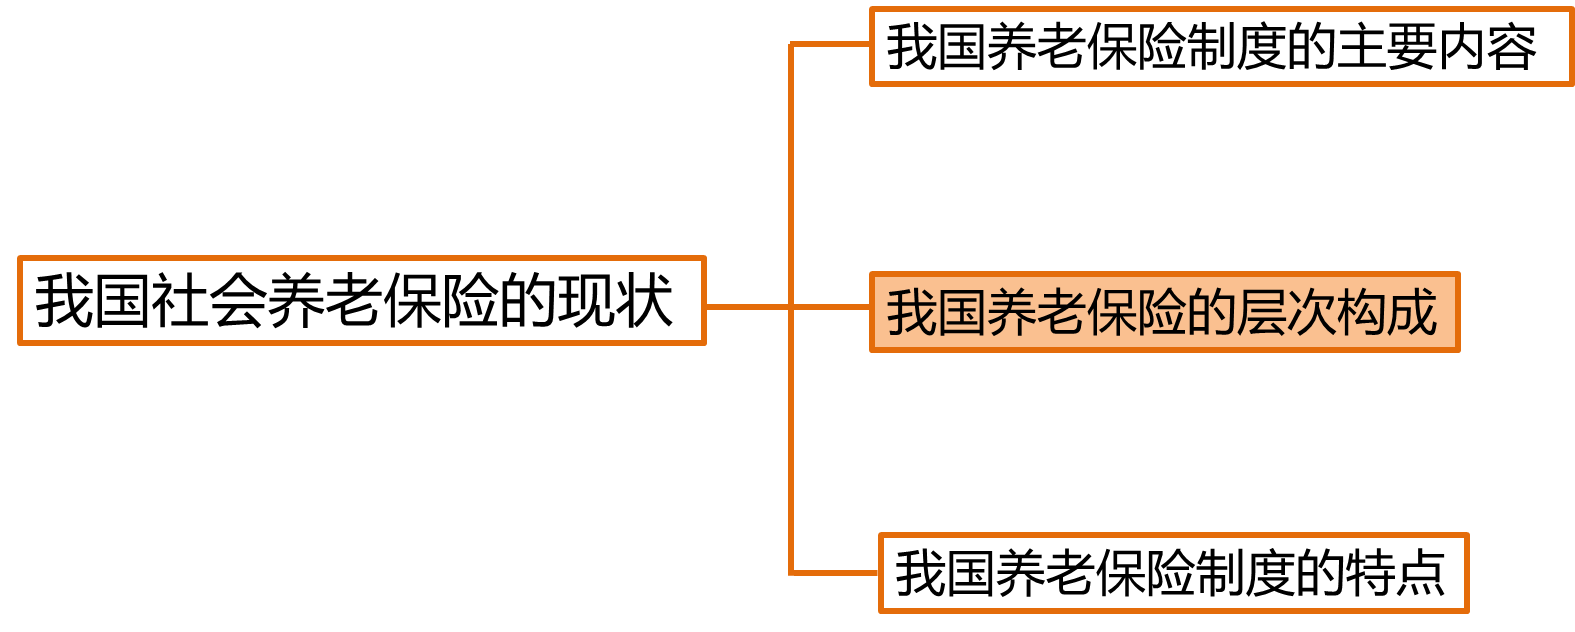 我国养老保险制度的主要内容
我国社会养老保险的现状
我国养老保险的层次构成
我国养老保险制度的特点